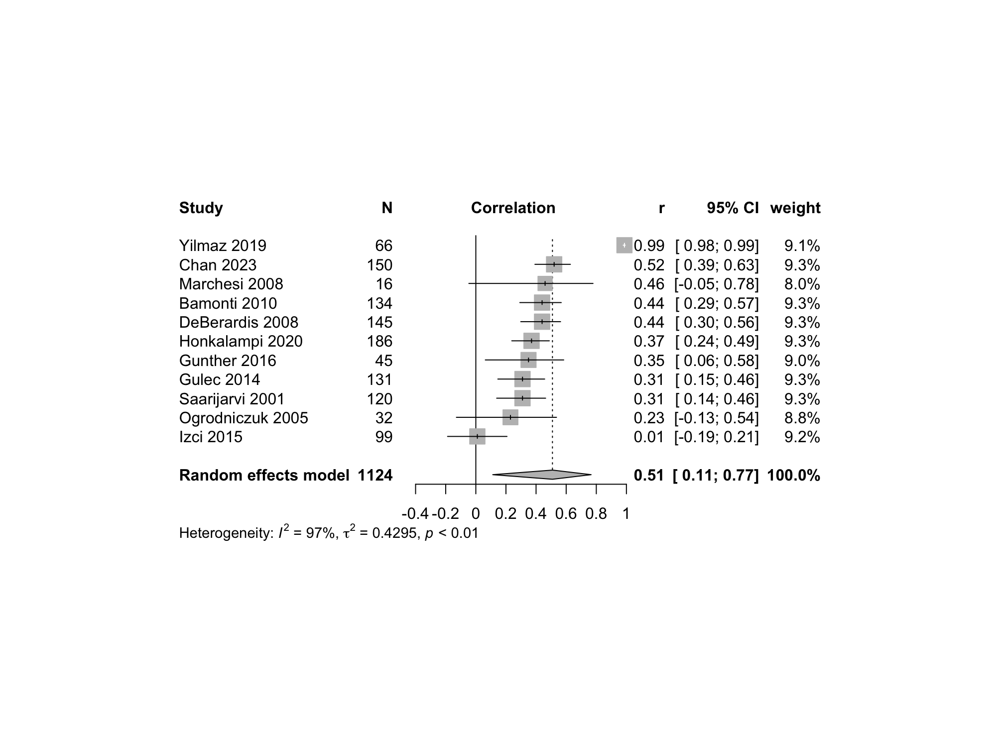 Study N Correlation r 95% CI weight
Yilmaz 2019 66 0.99 [ 0.98; 0.99] 9.1%
Chan 2023 150 0.52 [ 0.39; 0.63] 9.3%
Marchesi 2008 16 0.46 [-0.05; 0.78] 8.0%
Bamonti 2010 134 0.44 [ 0.29; 0.57] 9.3%
DeBerardis 2008 145 0.44 [ 0.30; 0.56] 9.3%
Honkalampi 2020 186 0.37 [ 0.24; 0.49] 9.3%
Gunther 2016 45 0.35 [ 0.06; 0.58] 9.0%
Gulec 2014 131 0.31 [ 0.15; 0.46] 9.3%
Saarijarvi 2001 120 0.31 [ 0.14; 0.46] 9.3%
Ogrodniczuk 2005 32 0.23 [-0.13; 0.54] 8.8%
Izci 2015 99 0.01 [-0.19; 0.21] 9.2%
Random effects model 1124 0.51 [ 0.11; 0.77] 100.0%
-0.4 -0.2 0 0.2 0.4 0.6 0.8 1
Heterogeneity: I² = 97%, τ² = 0.4295, p < 0.01